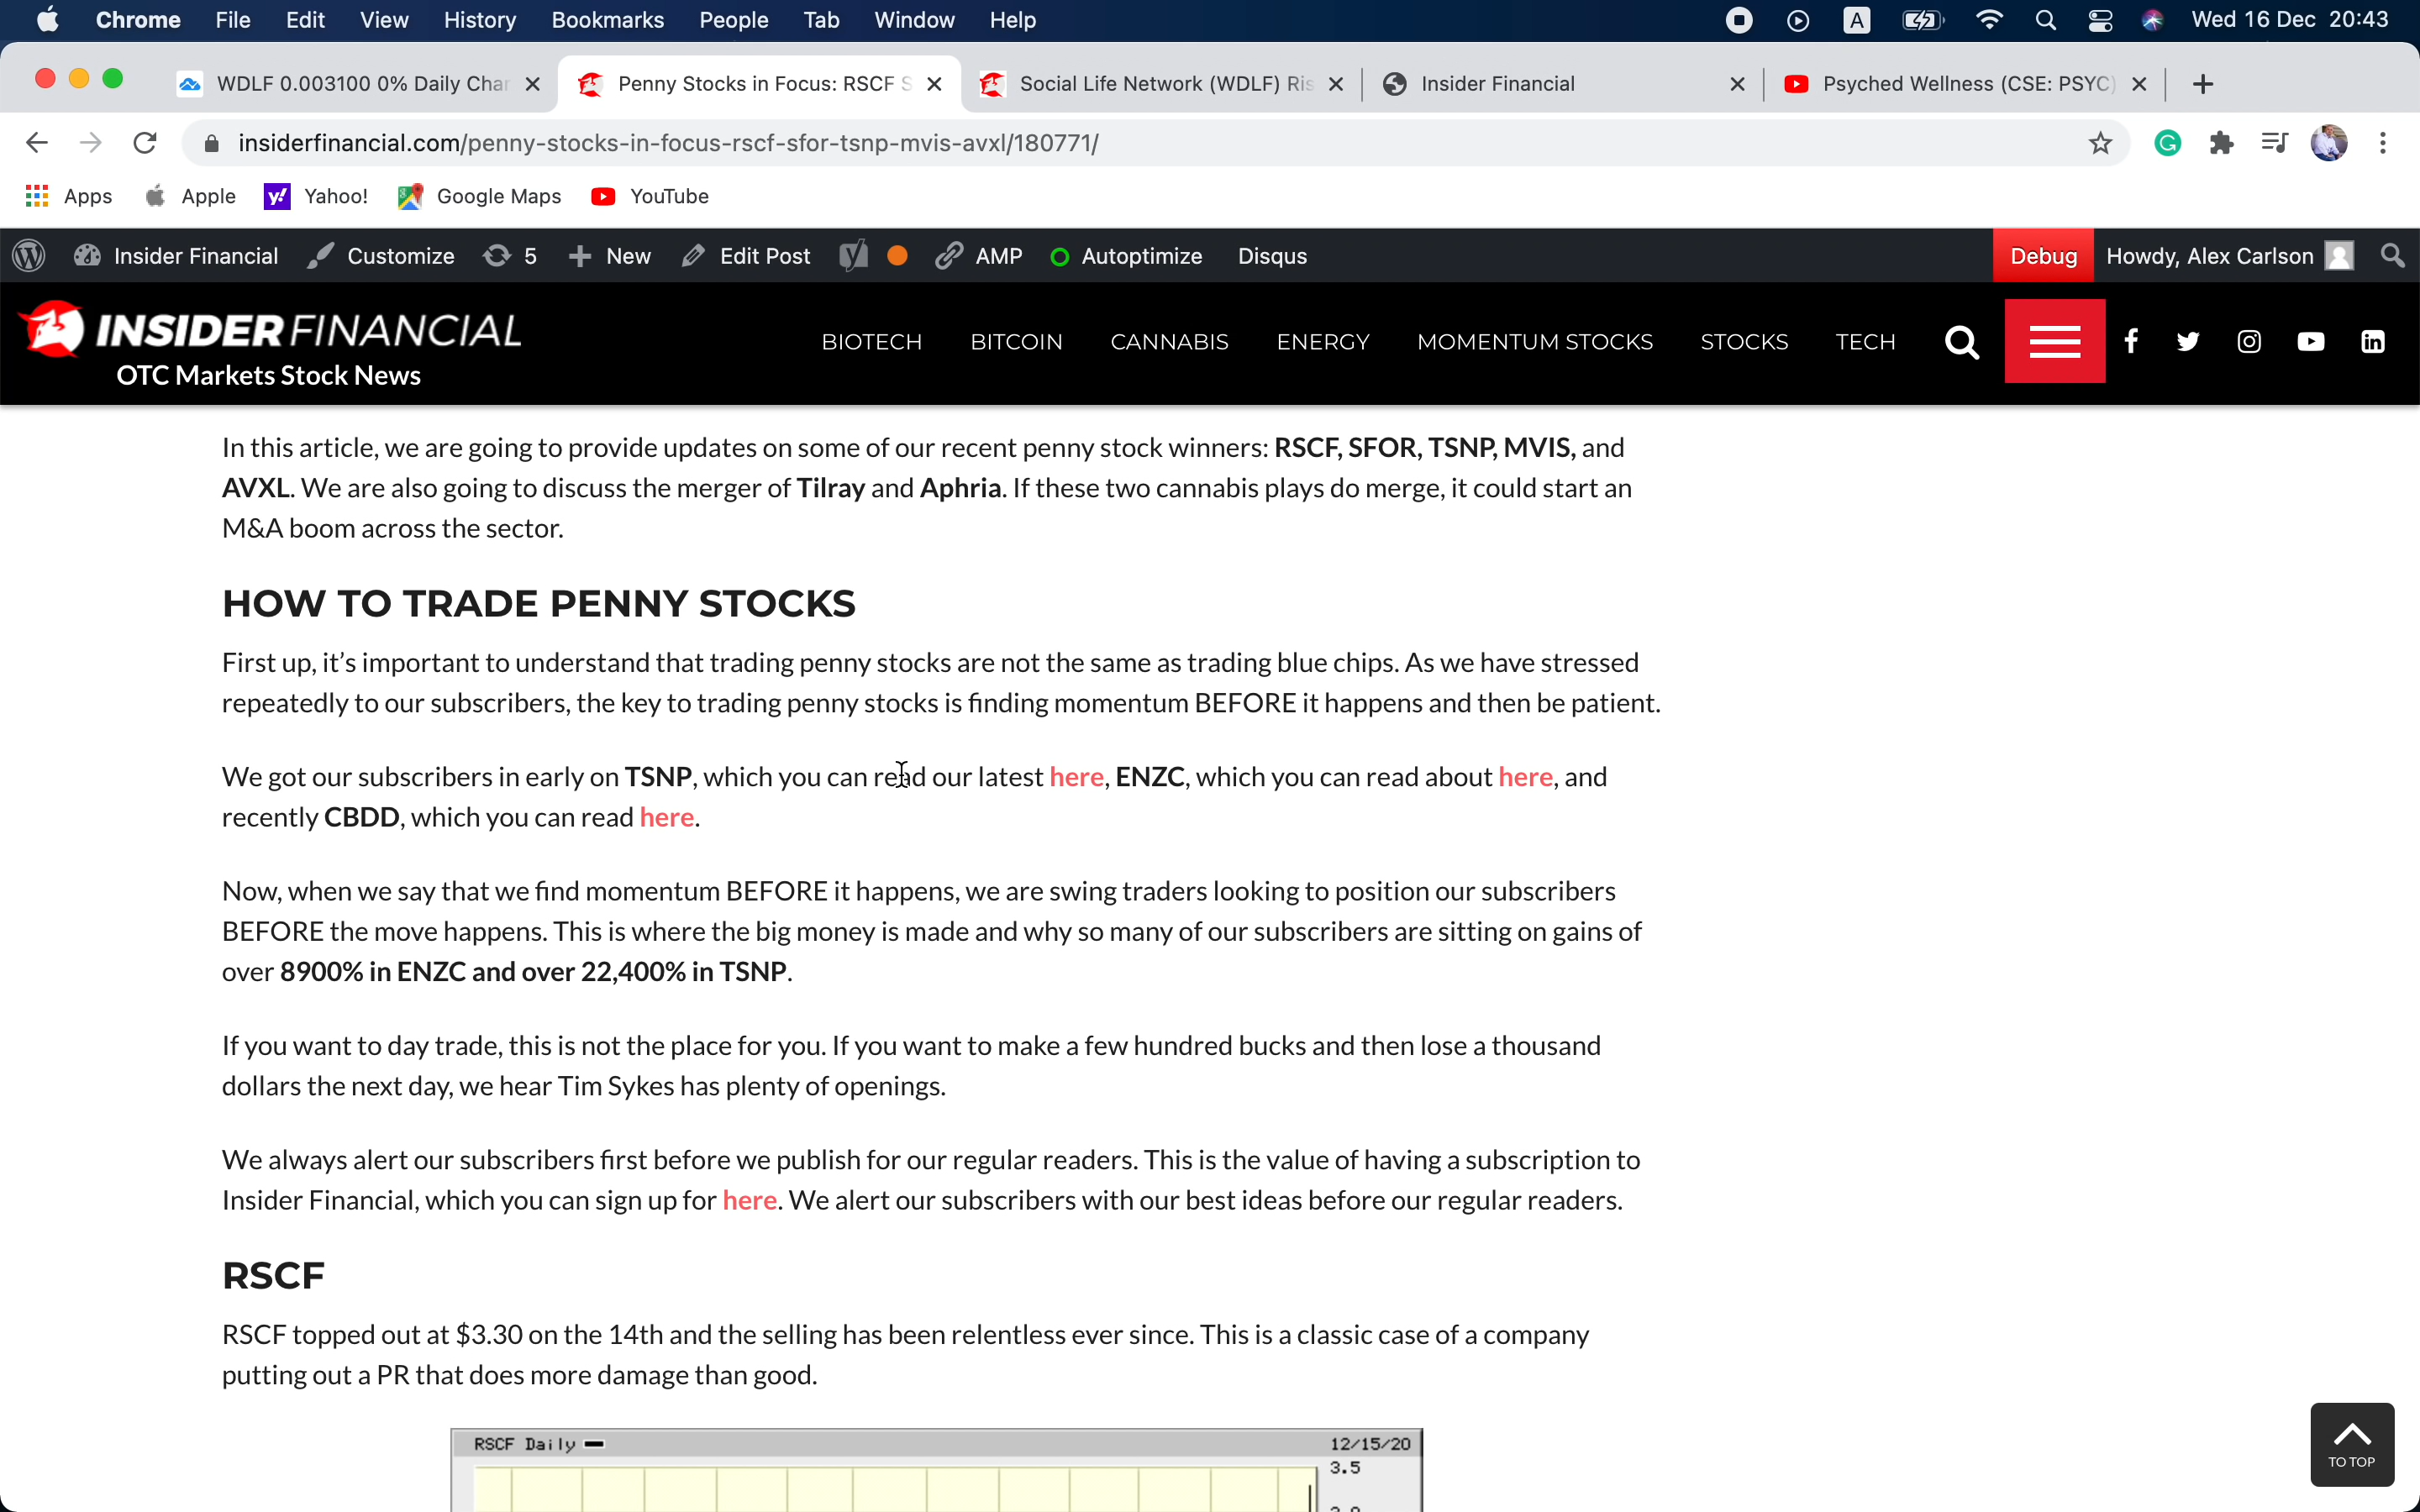 Chrome File Edit View History Bookmarks People Tab Window Help A Wed 16 Dec 20:43
WDLF 0.003100 0% Daily Char Penny Stocks in Focus: RSCF S Social Life Network (WDLF) Ris Insider Financial Psyched Wellness (CSE: PSYC)
insiderfinancial.com/penny-stocks-in-focus-rscf-sfor-tsnp-mvis-avxl/180771/
Apps Apple Yahoo! Google Maps YouTube
Insider Financial Customize 5 New Edit Post AMP Autoptimize Disqus Debug Howdy, Alex Carlson
INSIDER FINANCIAL
OTC Markets Stock News
BIOTECH BITCOIN CANNABIS ENERGY MOMENTUM STOCKS STOCKS TECH
In this article, we are going to provide updates on some of our recent penny stock winners: RSCF, SFOR, TSNP, MVIS, and
AVXL. We are also going to discuss the merger of Tilray and Aphria. If these two cannabis plays do merge, it could start an
M&A boom across the sector.
HOW TO TRADE PENNY STOCKS
First up, it's important to understand that trading penny stocks are not the same as trading blue chips. As we have stressed
repeatedly to our subscribers, the key to trading penny stocks is finding momentum BEFORE it happens and then be patient.
We got our subscribers in early on TSNP, which you can read our latest here, ENZC, which you can read about here, and
recently CBDD, which you can read here.
Now, when we say that we find momentum BEFORE it happens, we are swing traders looking to position our subscribers
BEFORE the move happens. This is where the big money is made and why so many of our subscribers are sitting on gains of
over 8900% in ENZC and over 22,400% in TSNP.
If you want to day trade, this is not the place for you. If you want to make a few hundred bucks and then lose a thousand
dollars the next day, we hear Tim Sykes has plenty of openings.
We always alert our subscribers first before we publish for our regular readers. This is the value of having a subscription to
Insider Financial, which you can sign up for here. We alert our subscribers with our best ideas before our regular readers.
RSCF
RSCF topped out at $3.30 on the 14th and the selling has been relentless ever since. This is a classic case of a company
putting out a PR that does more damage than good.
RSCF Daily 12/15/20
3.5
TO TOP